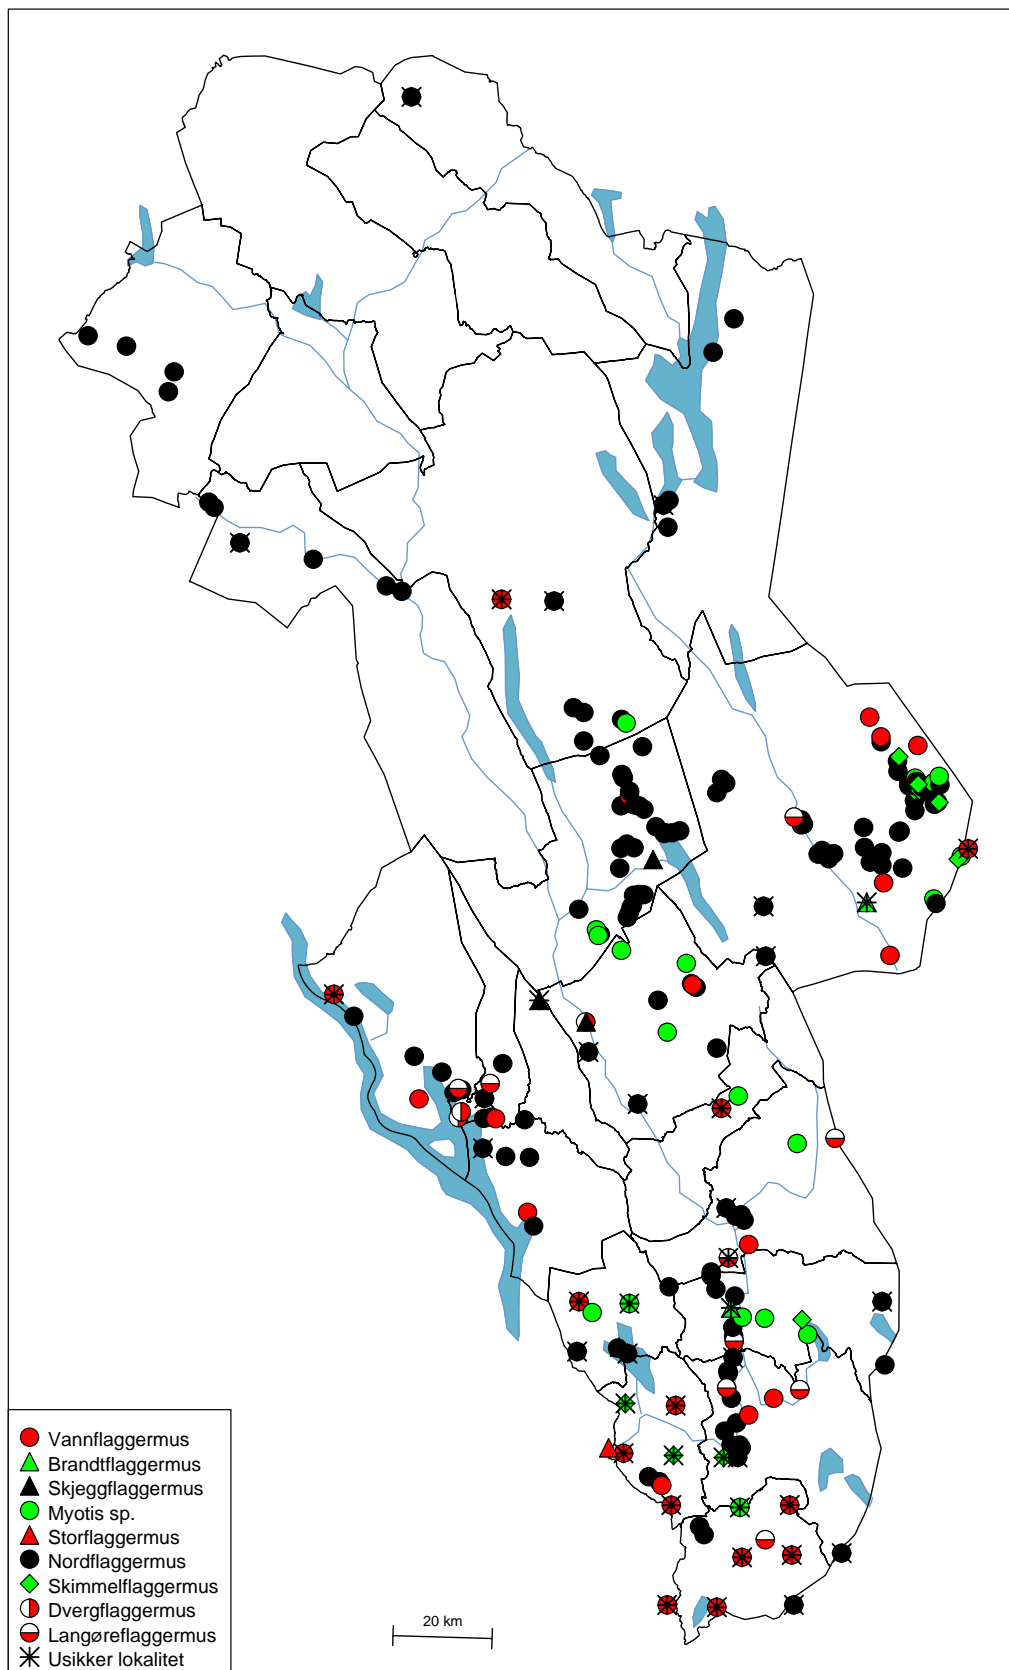 Vannflaggermus
Brandtflaggermus
Skjeggflaggermus
Myotis sp.
Storflaggermus
Nordflaggermus
Skimmelflaggermus
Dvergflaggermus
Langøreflaggermus
Usikker lokalitet
20 km